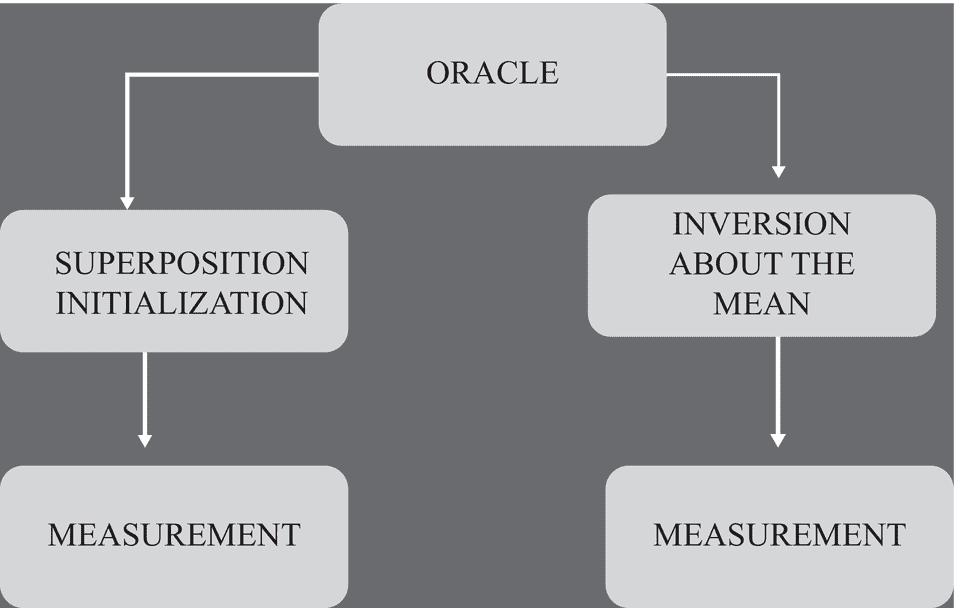 ORACLE
SUPERPOSITION
INITIALIZATION
INVERSION
ABOUT THE
MEAN
MEASUREMENT
MEASUREMENT